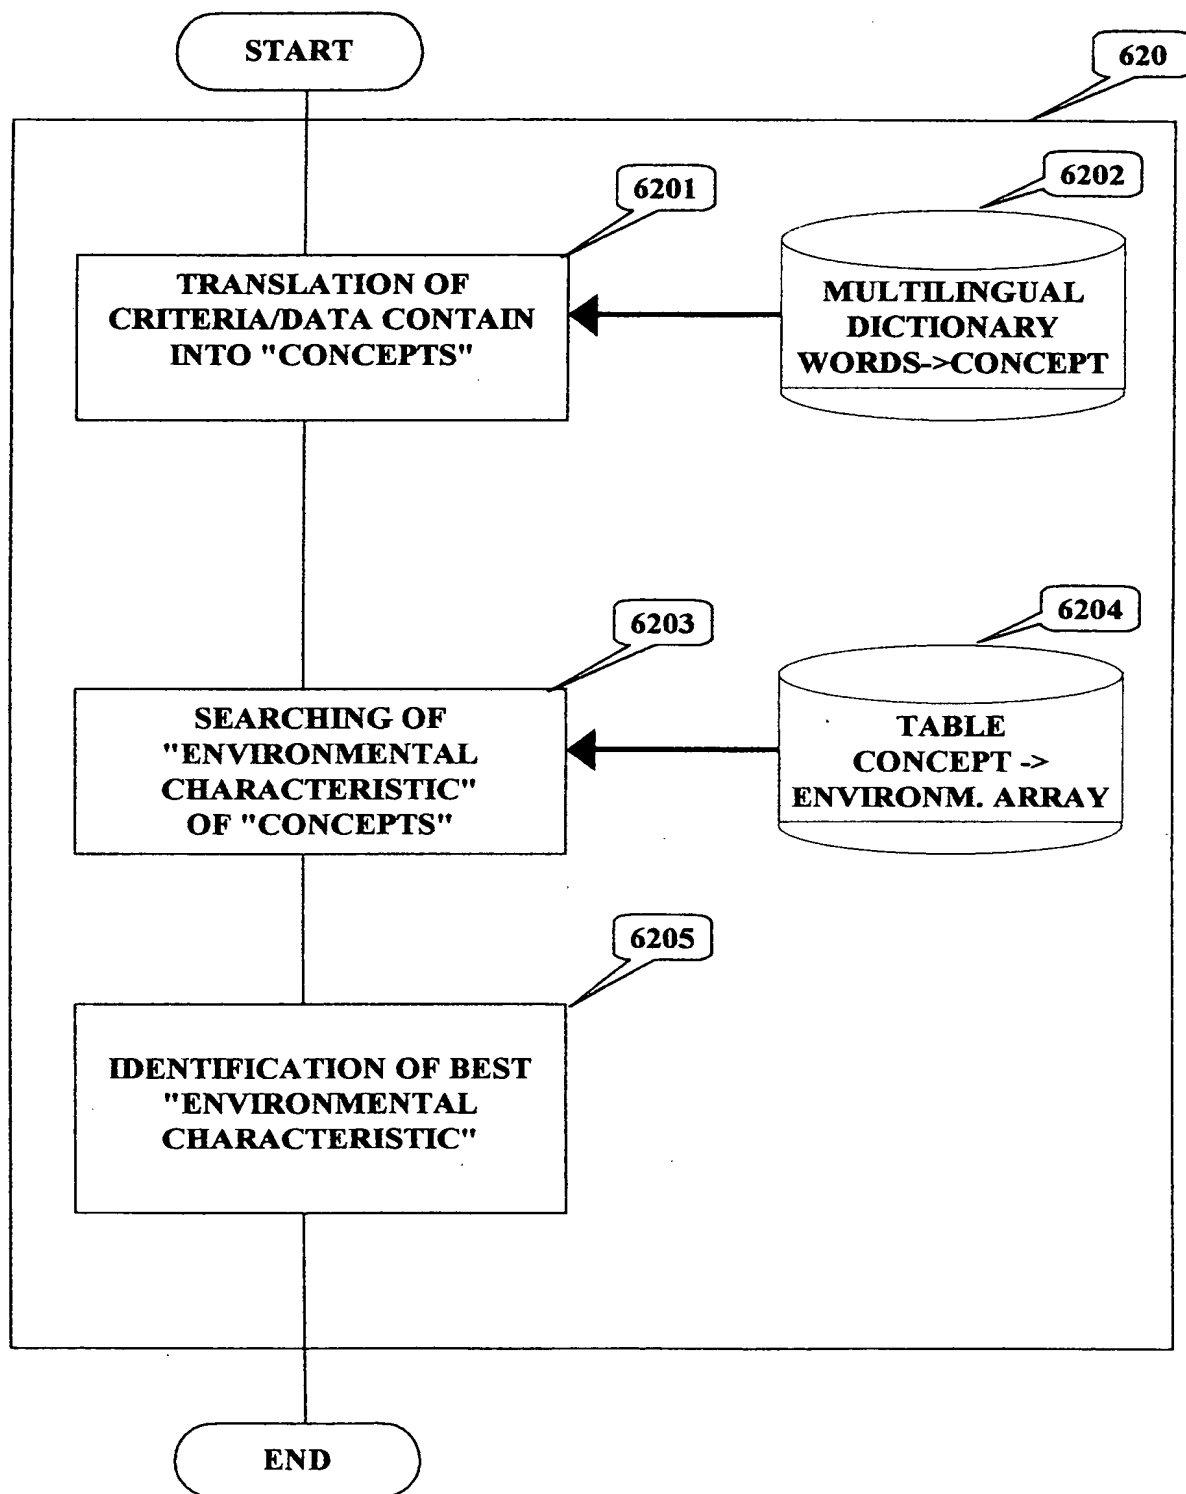 START
620
6201
6202
TRANSLATION OF
CRITERIA/DATA CONTAIN
INTO "CONCEPTS"
MULTILINGUAL
DICTIONARY
WORDS->CONCEPT
6203
6204
SEARCHING OF
"ENVIRONMENTAL
CHARACTERISTIC"
OF "CONCEPTS"
TABLE
CONCEPT ->
ENVIRONM. ARRAY
6205
IDENTIFICATION OF BEST
"ENVIRONMENTAL
CHARACTERISTIC"
END